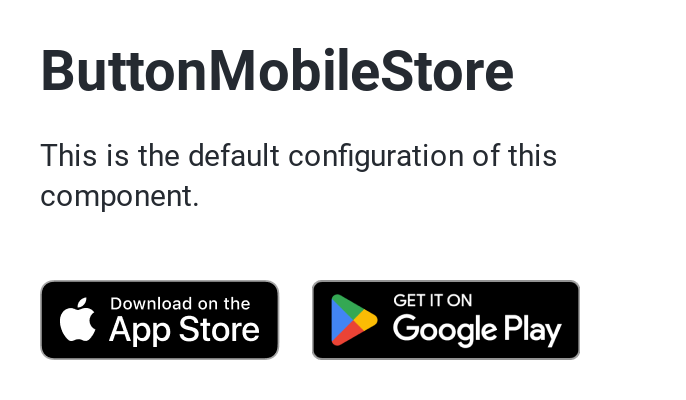 ButtonMobileStore
This is the default configuration of this
component.
Download on the
App Store
GET IT ON
Google Play